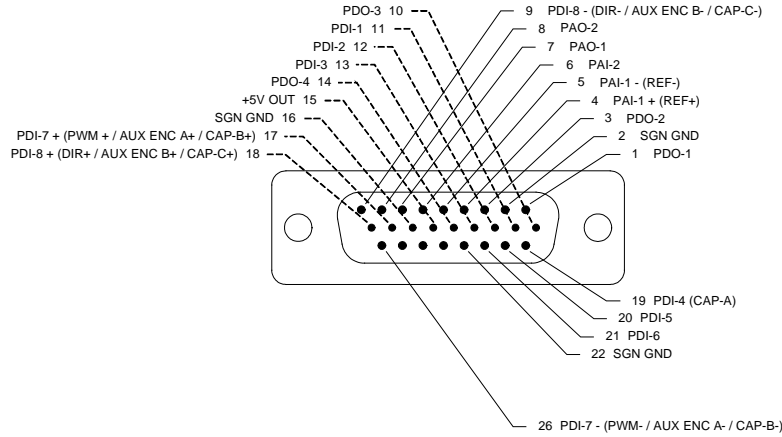 PDO-3 10
PDI-1 11
PDI-2 12
PDI-3 13
PDO-4 14
+5V OUT 15
SGN GND 16
PDI-7 + (PWM + / AUX ENC A+ / CAP-B+) 17
PDI-8 + (DIR+ / AUX ENC B+ / CAP-C+) 18
9 PDI-8 - (DIR- / AUX ENC B- / CAP-C-)
8 PAO-2
7 PAO-1
6 PAI-2
5 PAI-1 - (REF-)
4 PAI-1 + (REF+)
3 PDO-2
2 SGN GND
1 PDO-1
19 PDI-4 (CAP-A)
20 PDI-5
21 PDI-6
22 SGN GND
26 PDI-7 - (PWM- / AUX ENC A- / CAP-B-)